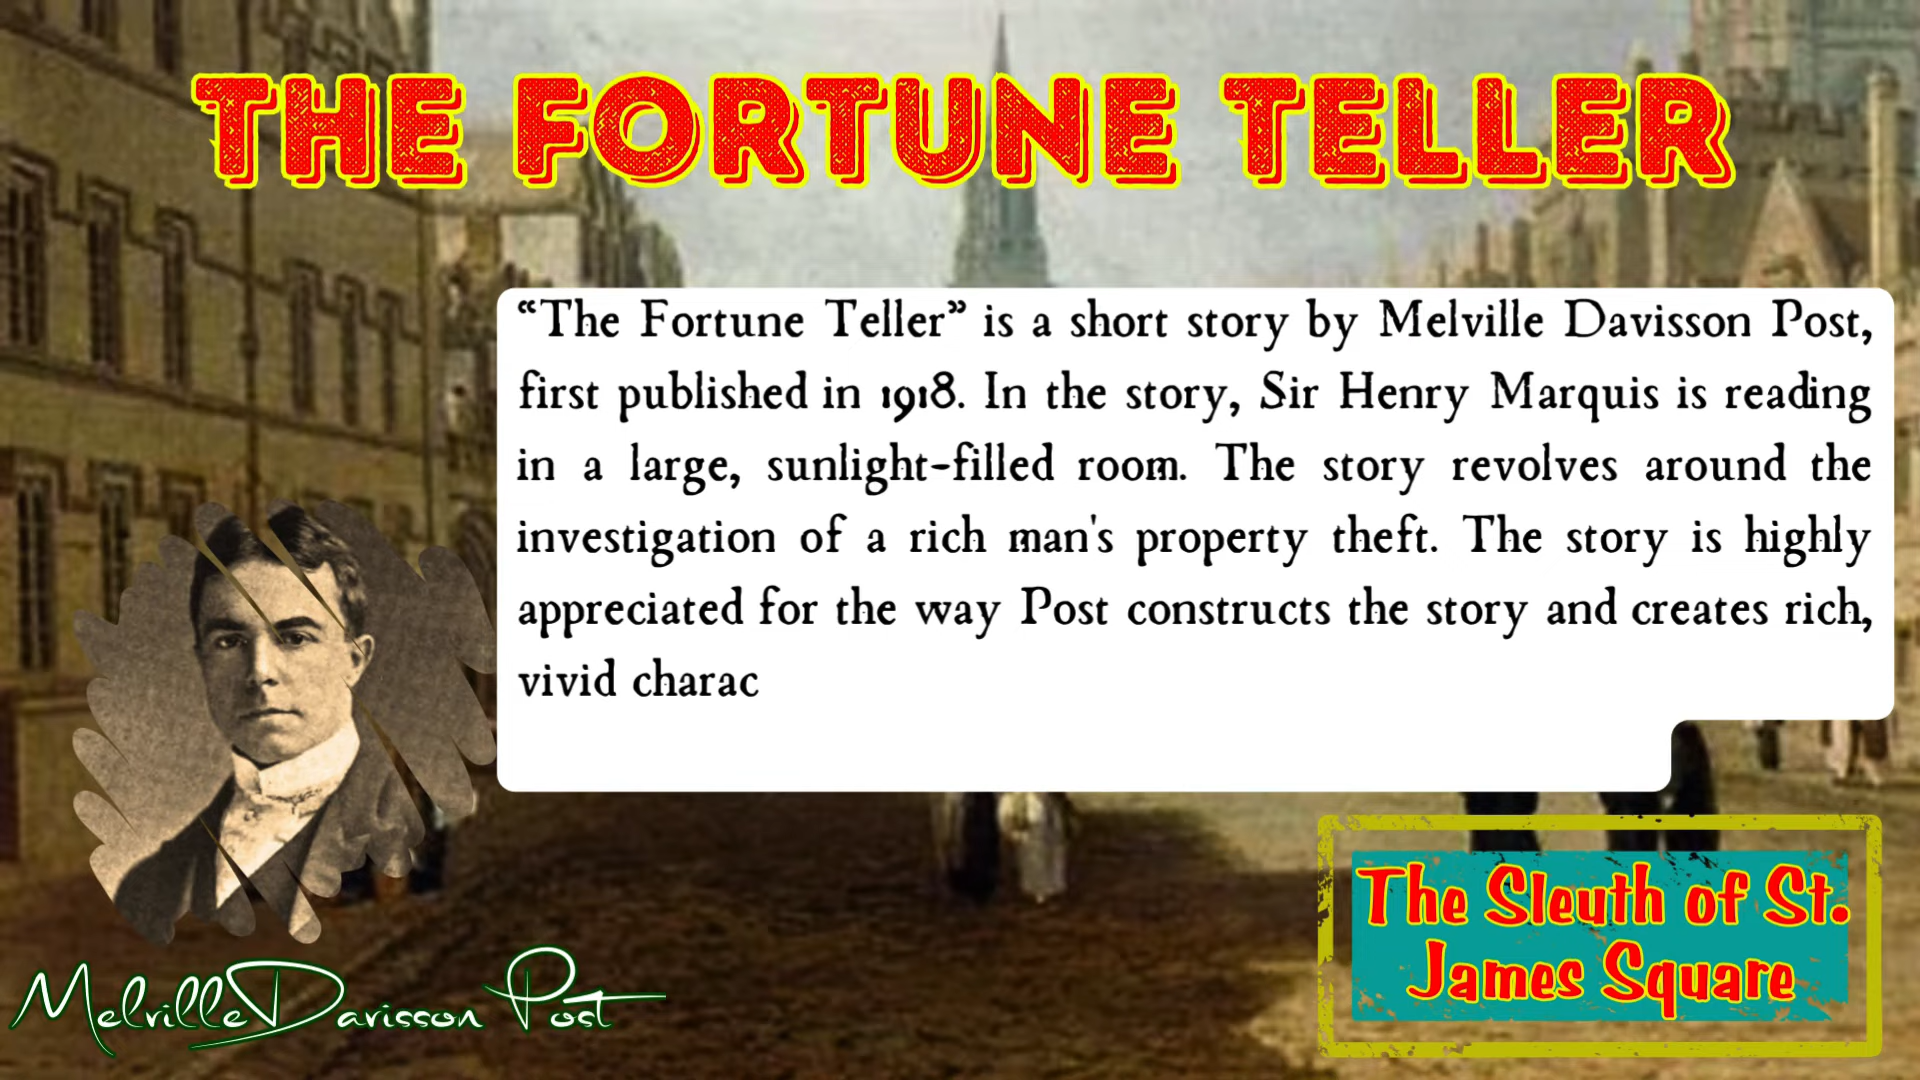 THE FORTUNE TELLER
“The Fortune Teller” is a short story by Melville Davisson Post,
first published in 1918. In the story, Sir Henry Marquis is reading
in a large, sunlight-filled room. The story revolves around the
investigation of a rich man's property theft. The story is highly
appreciated for the way Post constructs the story and creates rich,
vivid charac
Melville Davisson Post
The Sleuth of St.
James Square